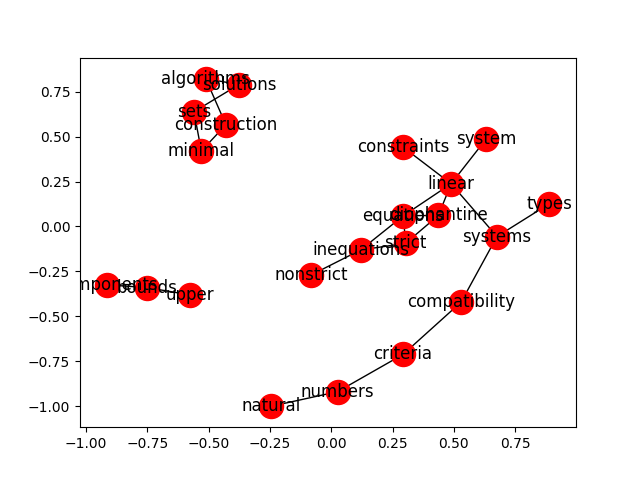 algorithms
solutions
sets
construction
minimal
constraints
system
linear
types
equations
diophantine
systems
strict
inequations
nonstrict
mponents
bounds
upper
compatibility
criteria
numbers
natural
0.75
0.50
0.25
0.00
−0.25
−0.50
−0.75
−1.00
−1.00 −0.75 −0.50 −0.25 0.00 0.25 0.50 0.75